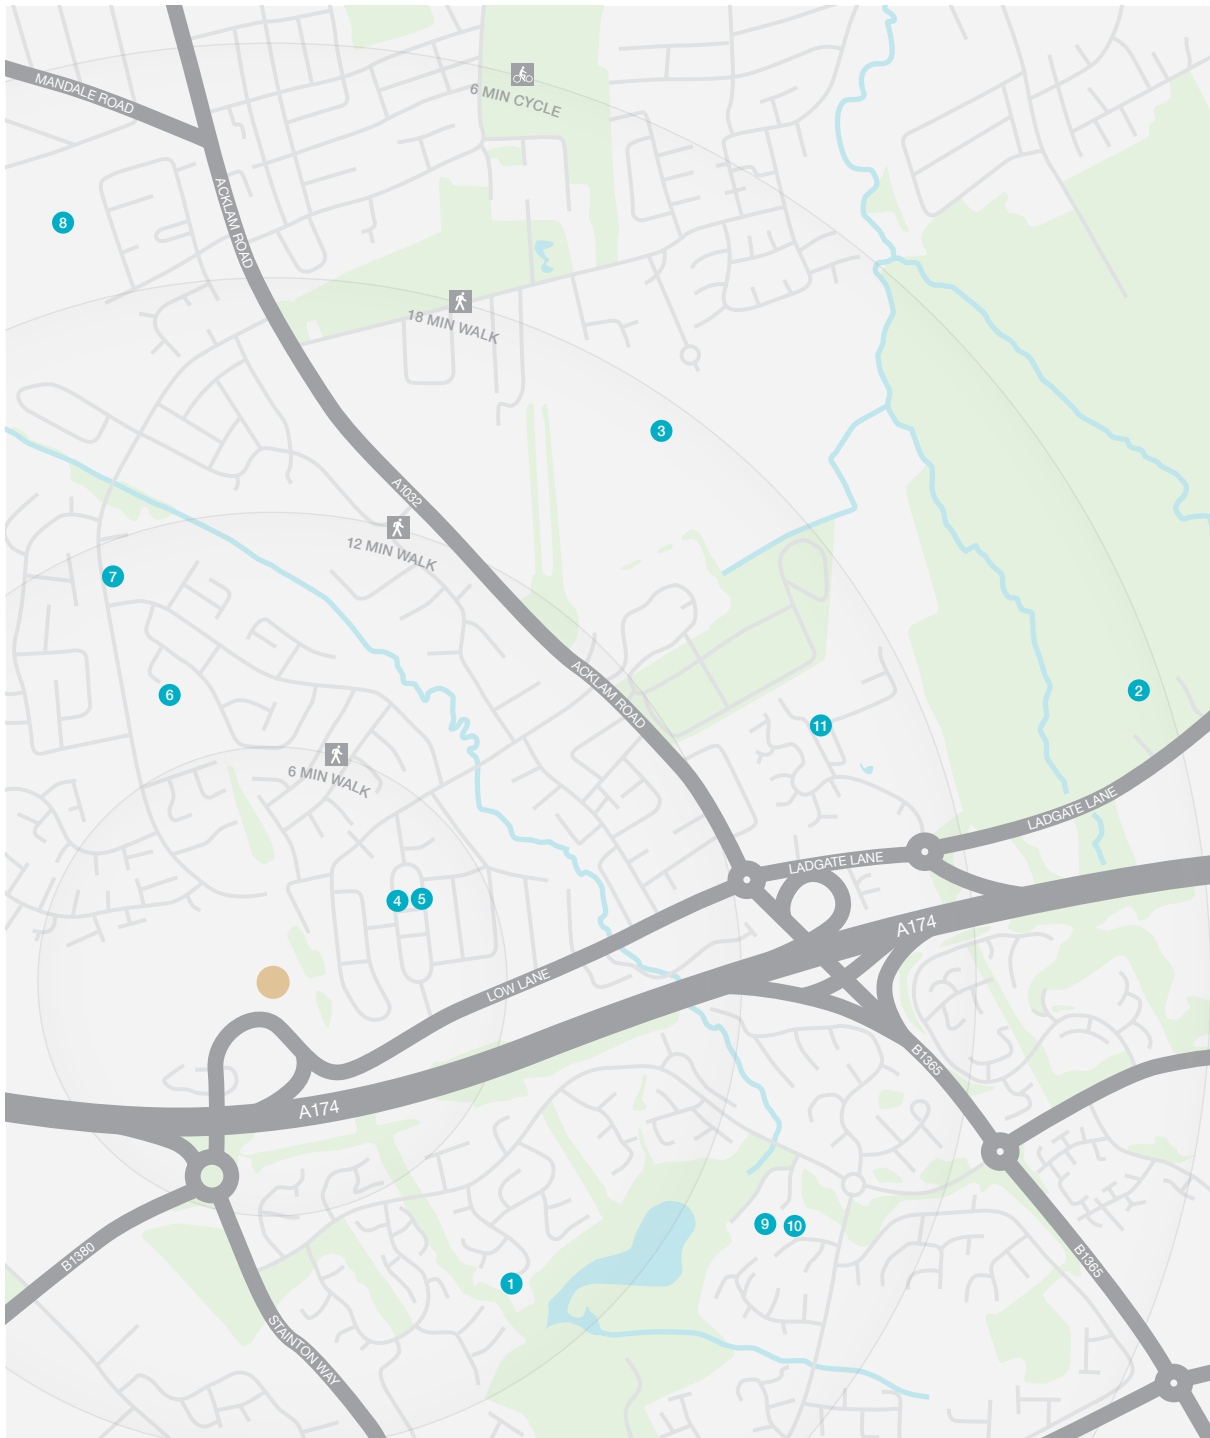 6 MIN CYCLE
MANDALE ROAD
ACKLAM ROAD
8
18 MIN WALK
3
A1032
12 MIN WALK
7
6
ACKLAM ROAD
2
11
6 MIN WALK
LADGATE LANE
LADGATE LANE
4
5
A174
LOW LANE
B1365
A174
9
10
B1380
B1365
1
STAINTON WAY